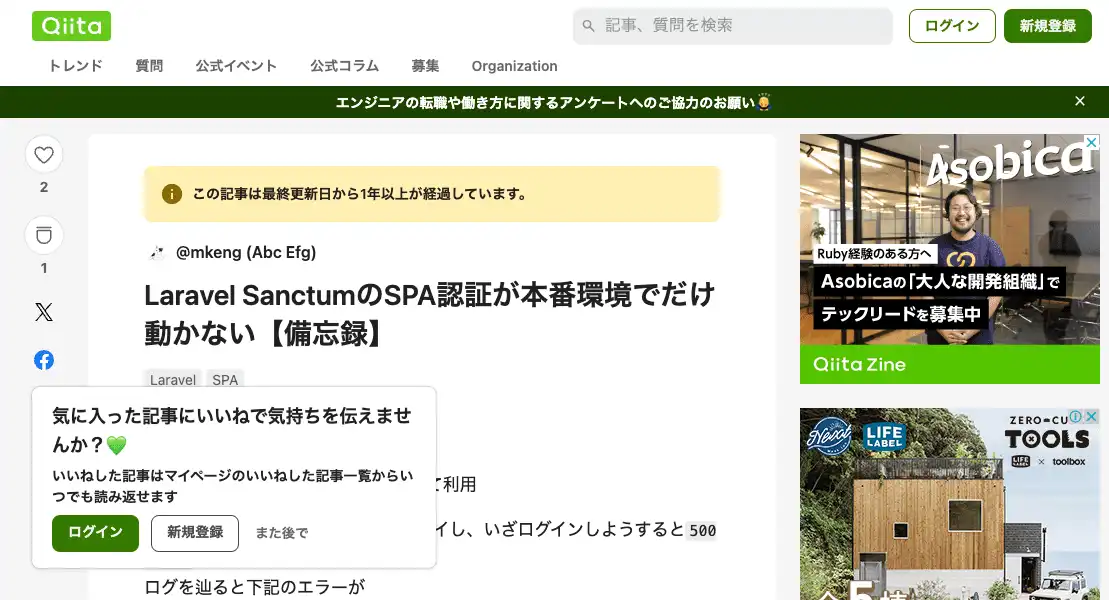 Qiita
記事、質問を検索
ログイン
新規登録
トレンド
質問
公式イベント
公式コラム
募集
Organization
エンジニアの転職や働き方に関するアンケートへのご協力のお願い
この記事は最終更新日から1年以上が経過しています。
2
1
@mkeng (Abc Efg)
Laravel SanctumのSPA認証が本番環境でだけ
動かない【備忘録】
Laravel
SPA
気に入った記事にいいねで気持ちを伝えませ
んか？💚
いいねした記事はマイページのいいねした記事一覧からい
つでも読み返せます
ログイン
新規登録
また後で
利用
イし、いざログインしようすると 500
ログを辿ると下記のエラーが
Asobica
Ruby経験のある方へ
Asobicaの「大人な開発組織」で
テックリードを募集中
Qiita Zine
Nexat
LIFE
LABEL
ZERO-CU
TOOLS
LIFE
LABEL
× toolbox